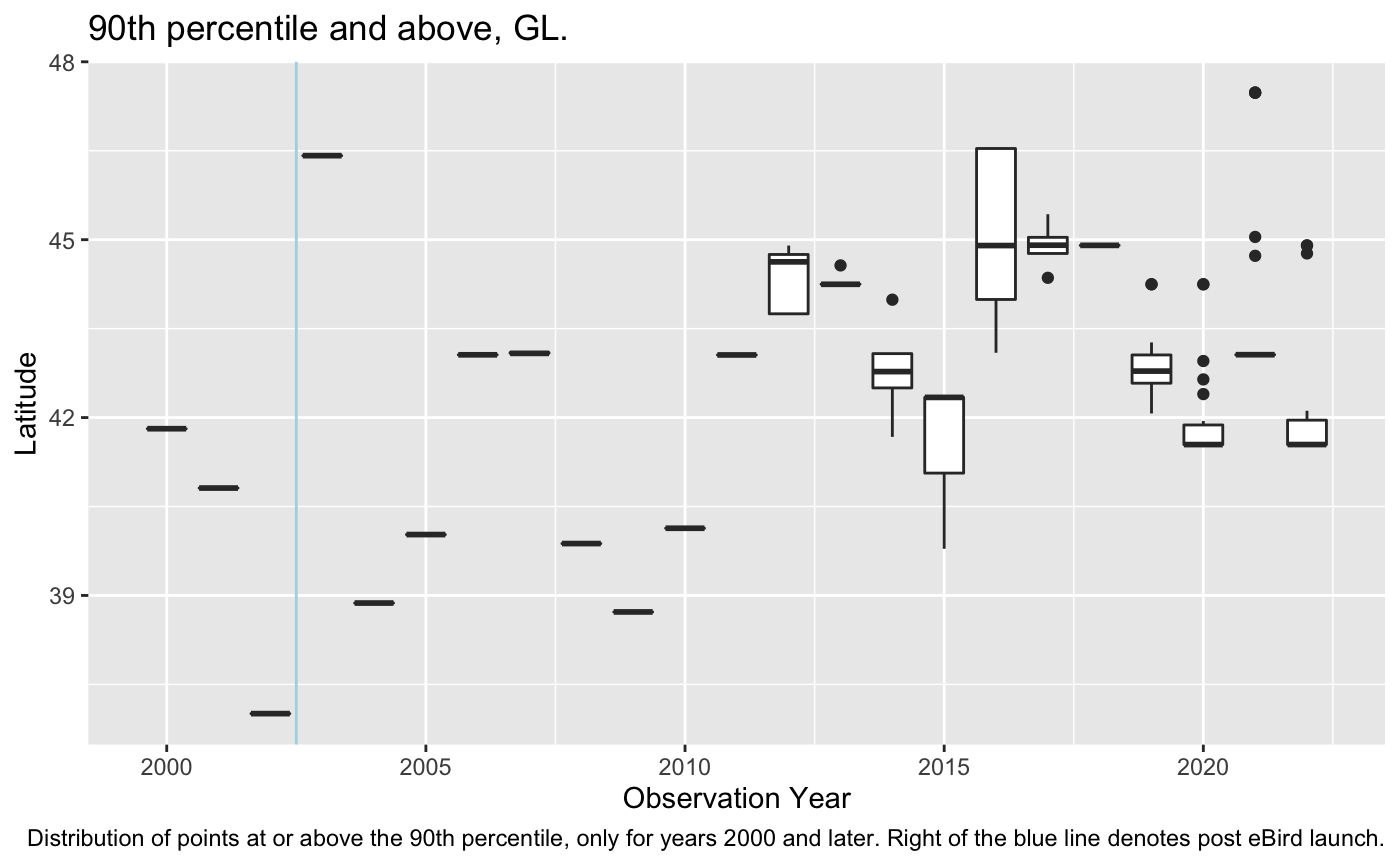 90th percentile and above, GL.
48
45
42
39
Latitude
2000 2005 2010 2015 2020
Observation Year
Distribution of points at or above the 90th percentile, only for years 2000 and later. Right of the blue line denotes post eBird launch.